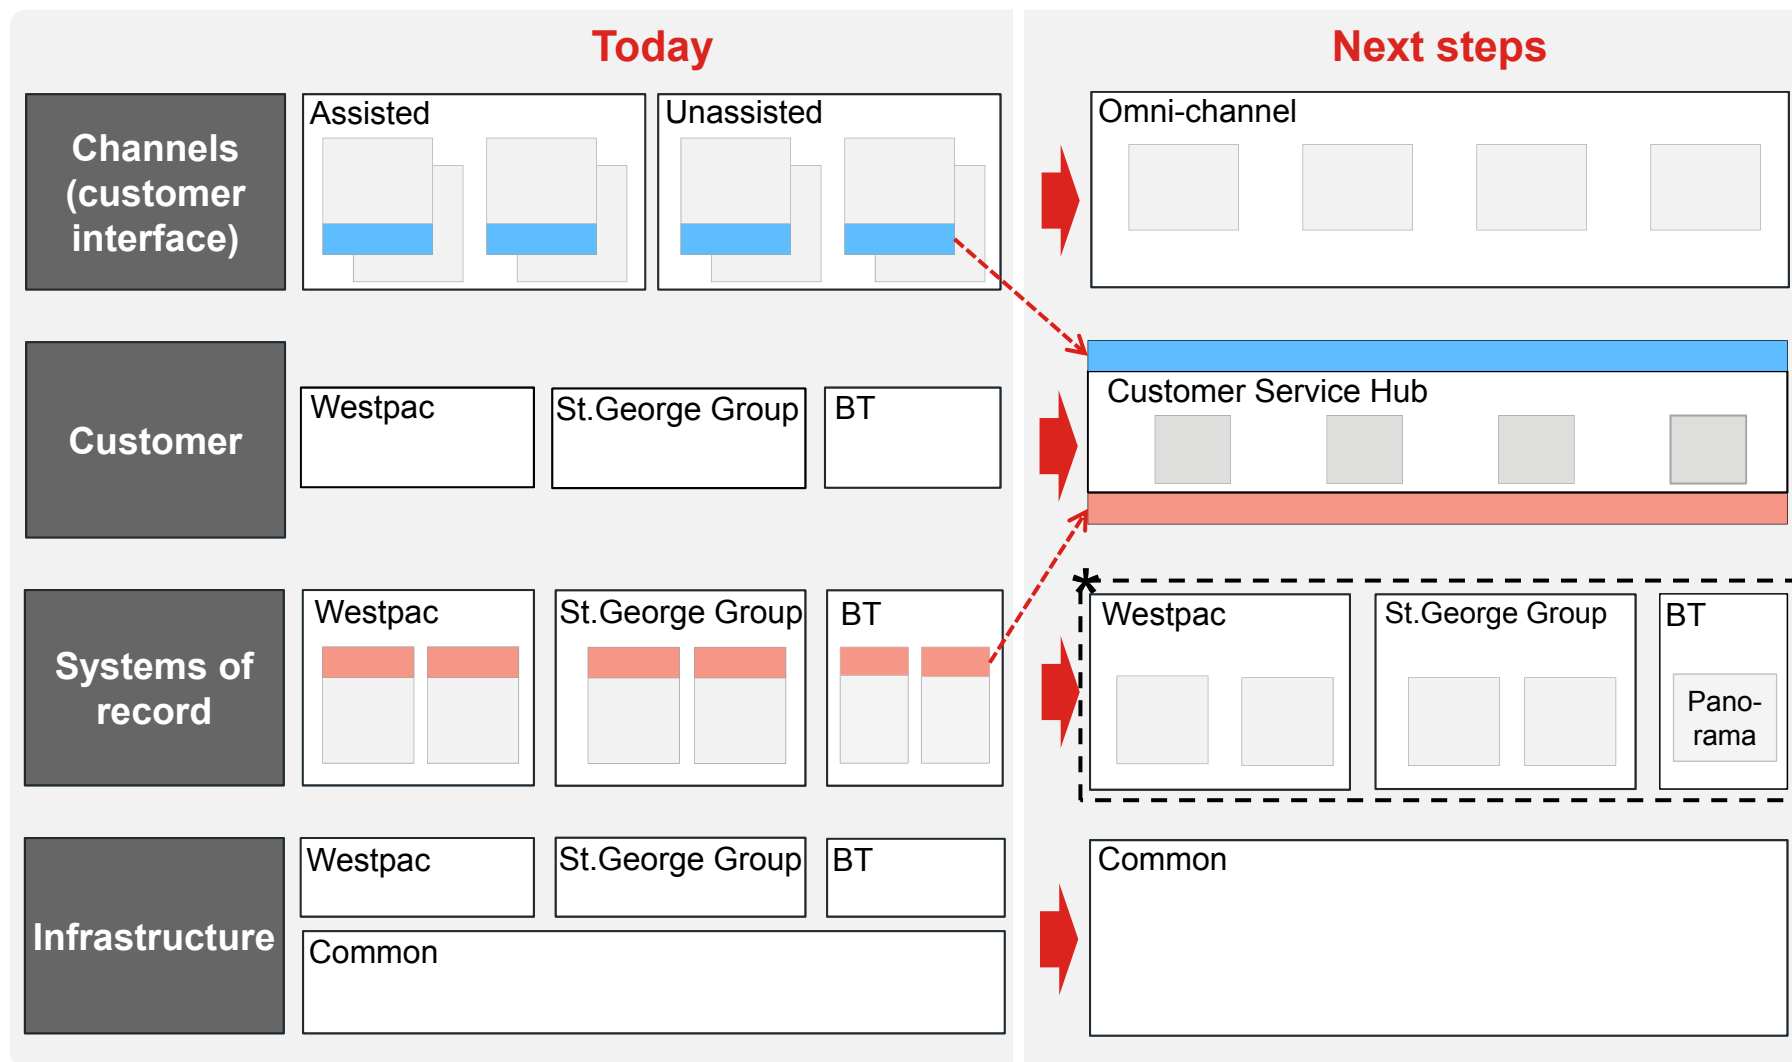 Today
Next steps
Channels
(customer
interface)
Assisted
Unassisted
Omni-channel
Customer
Westpac
St.George Group
BT
Customer Service Hub
Systems of
record
Westpac
St.George Group
BT
*
Westpac
St.George Group
BT
Pano-
rama
Infrastructure
Westpac
St.George Group
BT
Common
Common